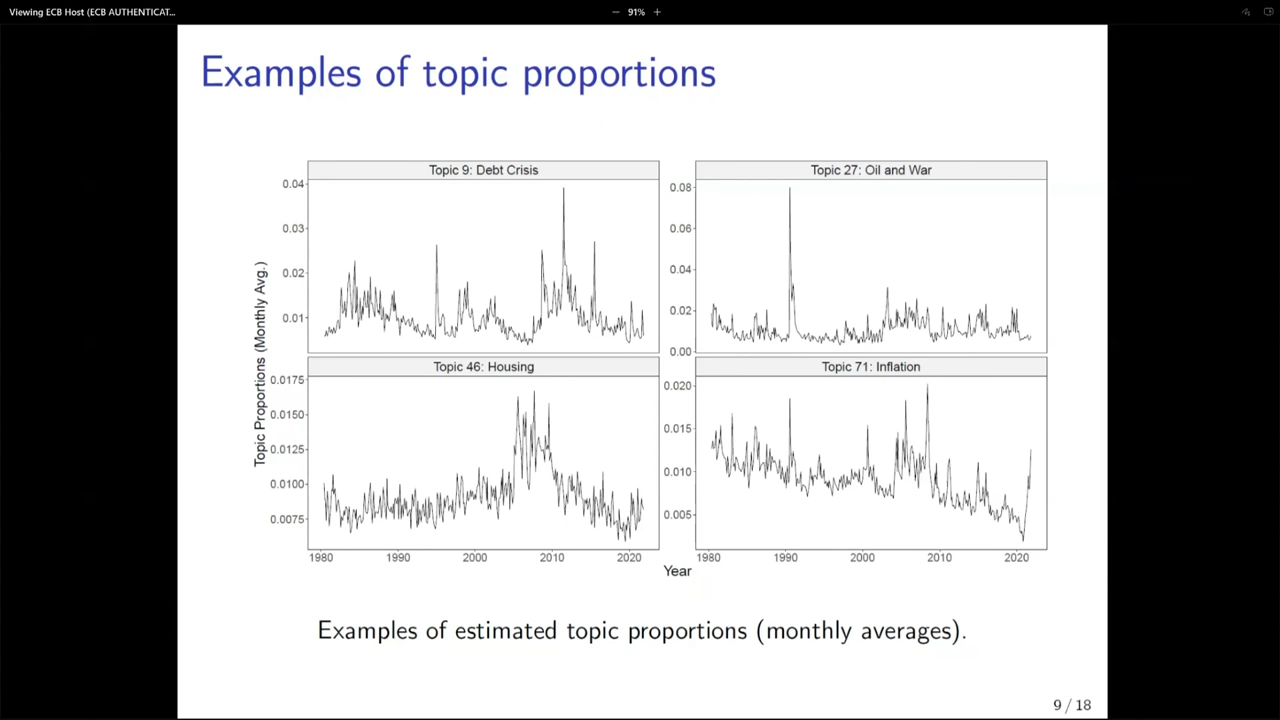 Viewing ECB Host (ECB AUTHENTICAT...
− 91% +
Examples of topic proportions
Topic Proportions (Monthly Avg.)
Topic 9: Debt Crisis
0.04
0.03
0.02
0.01
Topic 27: Oil and War
0.08
0.06
0.04
0.02
0.00
Topic 46: Housing
0.0175
0.0150
0.0125
0.0100
0.0075
1980 1990 2000 2010 2020
Topic 71: Inflation
0.020
0.015
0.010
0.005
1980 1990 2000 2010 2020
Year
Examples of estimated topic proportions (monthly averages).
9 / 18